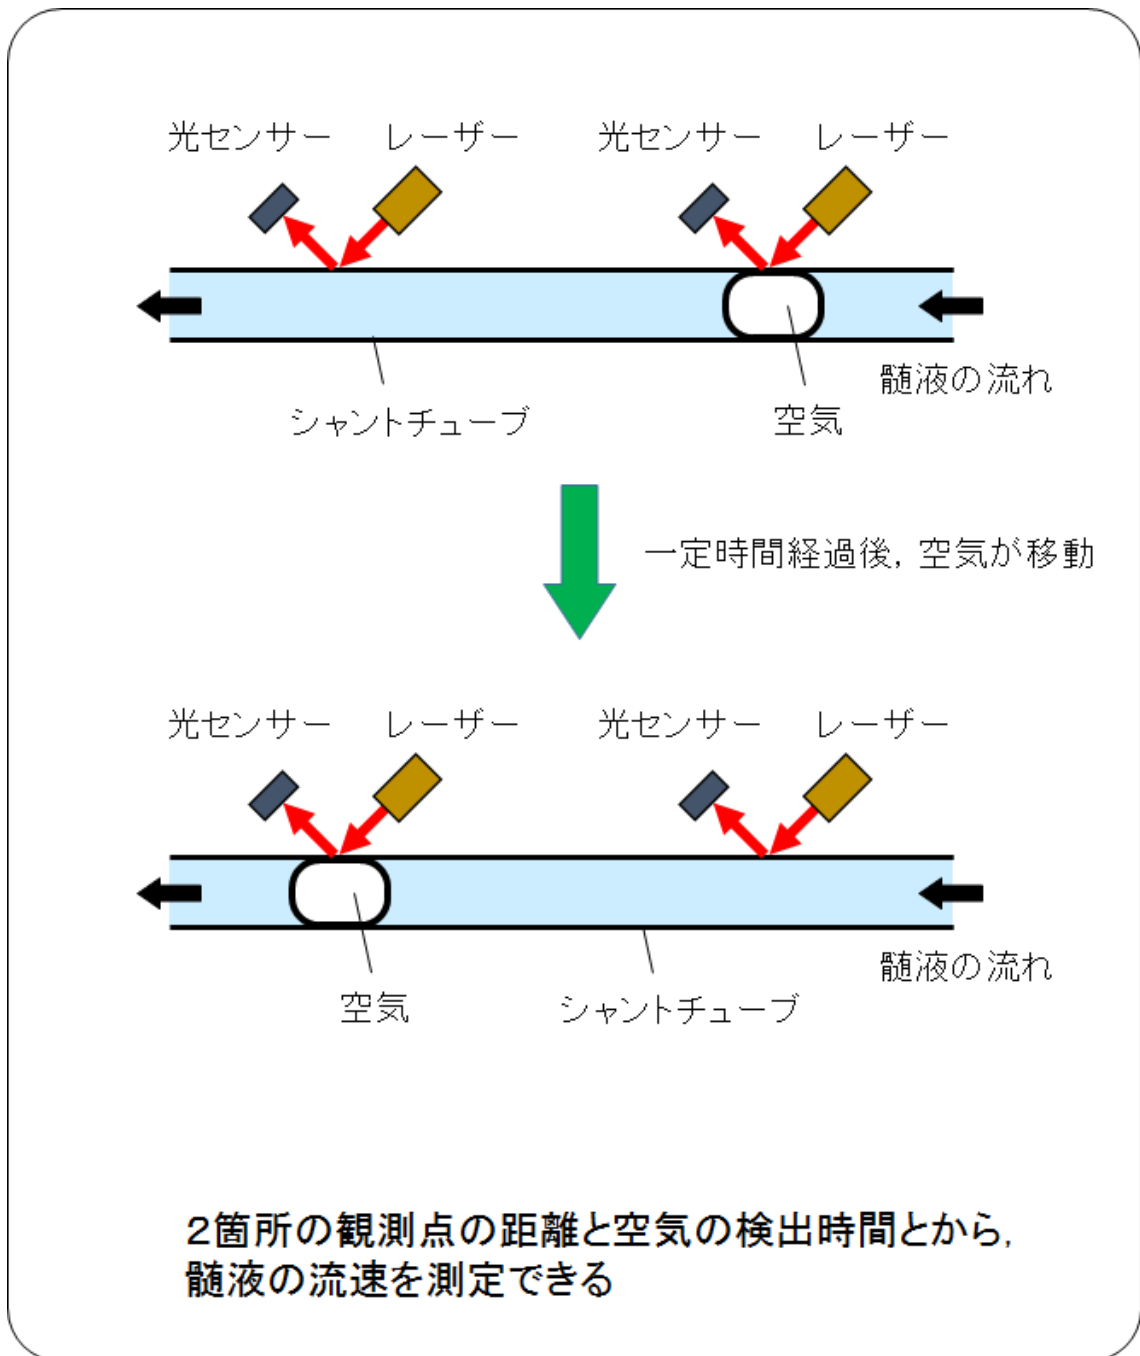 光センサー レーザー 光センサー レーザー
髄液の流れ
シャントチューブ 空気
一定時間経過後，空気が移動
光センサー レーザー 光センサー レーザー
髄液の流れ
空気 シャントチューブ
2箇所の観測点の距離と空気の検出時間とから，
髄液の流速を測定できる